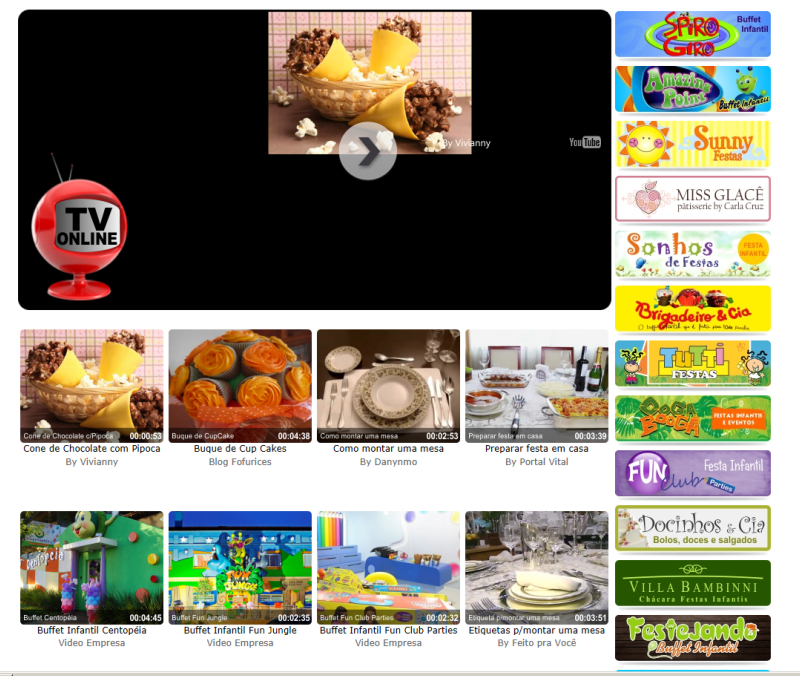 By Vivianny
YouTube
TV
ONLINE
Cone de Chocolate c/Pipoca 00:00:53
Cone de Chocolate com Pipoca
By Vivianny
Buque de CupCake 00:04:38
Buque de Cup Cakes
Blog Fofurices
Como montar uma mesa 00:02:53
Como montar uma mesa
By Danynmo
Preparar festa em casa 00:03:39
Preparar festa em casa
By Portal Vital
Buffet Centopéia 00:04:45
Buffet Infantil Centopéia
Video Empresa
FUN
JUNGLE
Buffet Fun Jungle 00:02:35
Buffet Infantil Fun Jungle
Video Empresa
Buffet Fun Club Parties 00:02:32
Buffet Infantil Fun Club Parties
Video Empresa
Etiqueta p/montar uma mesa 00:03:51
Etiquetas p/montar uma mesa
By Feito pra Você
SPIRO
GIRO
Buffet
Infantil
Amazing
Point
Buffet Infantil
Sunny
Festas
MISS GLACÊ
pâtisserie by Carla Cruz
Sonhos
de Festas
FESTA
INFANTIL
Brigadeiro & Cia
TUTTI
FESTAS
OOGA
BOOGA
FESTAS INFANTIS
E EVENTOS
FUN
Club
Parties
Festa Infantil
Docinhos & Cia
Bolos, doces e salgados
VILLA BAMBINNI
Chácara Festas Infantis
Festejando
Buffet Infantil